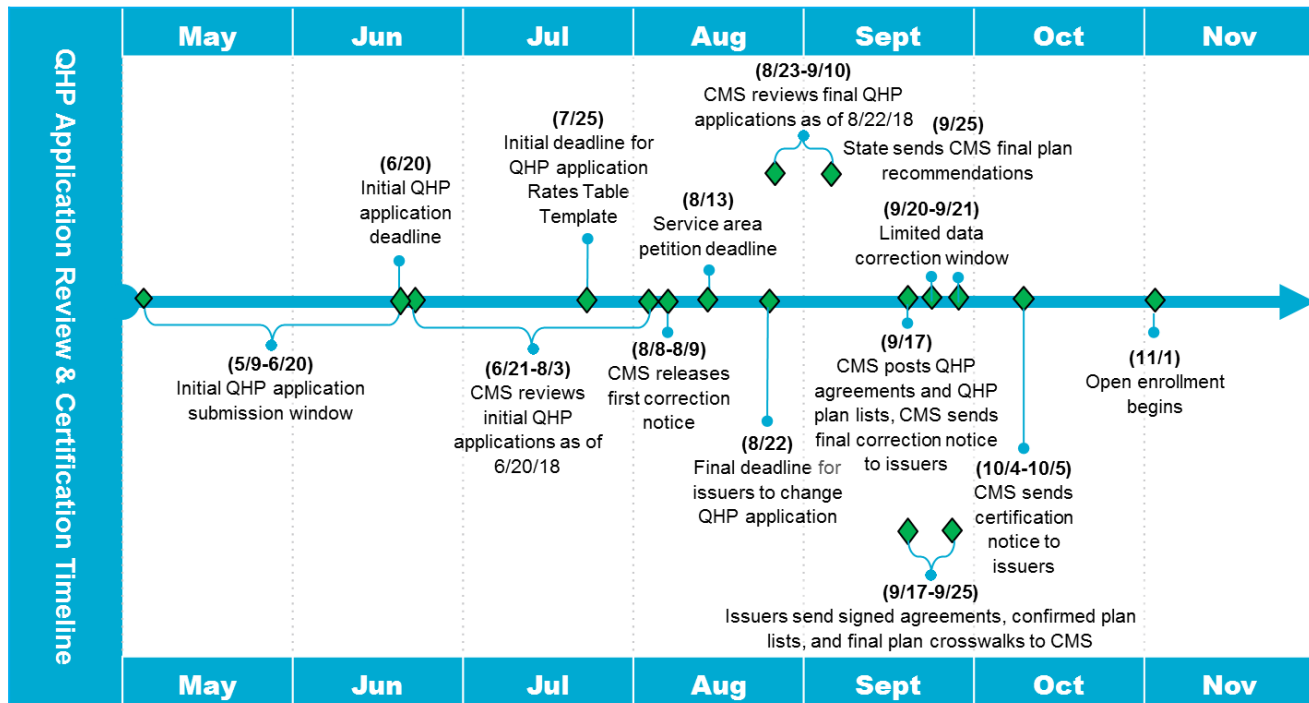 QHP Application Review & Certification Timeline
May
Jun
Jul
Aug
Sept
Oct
Nov
(5/9-6/20)
Initial QHP application
submission window
(6/20)
Initial QHP
application
deadline
(6/21-8/3)
CMS reviews
initial QHP
applications as of
6/20/18
(7/25)
Initial deadline for
QHP application
Rates Table
Template
(8/8-8/9)
CMS releases
first correction
notice
(8/13)
Service area
petition deadline
(8/22)
Final deadline for
issuers to change
QHP application
(8/23-9/10)
CMS reviews final QHP
applications as of 8/22/18
(9/17)
CMS posts QHP
agreements and QHP
plan lists, CMS sends
final correction notice
to issuers
(9/17-9/25)
Issuers send signed agreements, confirmed plan
lists, and final plan crosswalks to CMS
(9/20-9/21)
Limited data
correction window
(9/25)
State sends CMS final plan
recommendations
(10/4-10/5)
CMS sends
certification
notice to
issuers
(11/1)
Open enrollment
begins
May
Jun
Jul
Aug
Sept
Oct
Nov